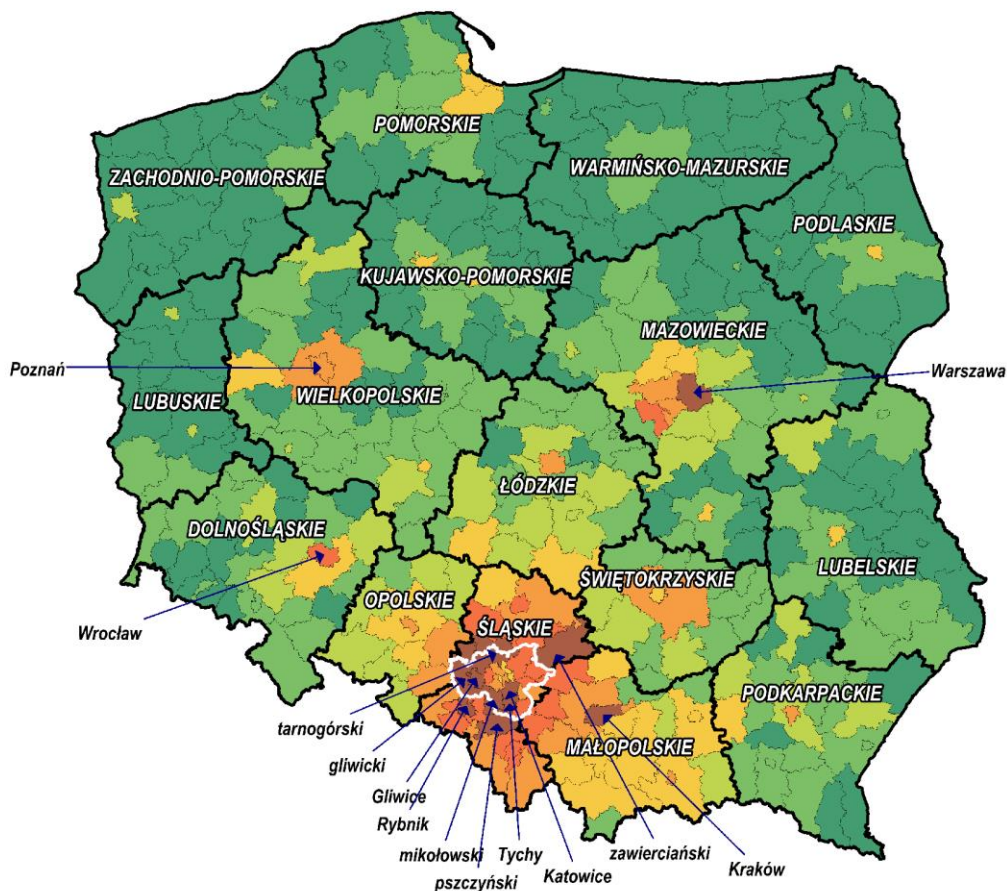 POMORSKIE
ZACHODNIO-POMORSKIE
WARMIŃSKO-MAZURSKIE
PODLASKIE
KUJAWSKO-POMORSKIE
MAZOWIECKIE
Poznań
Warszawa
LUBUSKIE
WIELKOPOLSKIE
ŁÓDZKIE
DOLNOŚLĄSKIE
LUBELSKIE
ŚWIĘTOKRZYSKIE
OPOLSKIE
Wrocław
ŚLĄSKIE
PODKARPACKIE
tarnogórski
MAŁOPOLSKIE
gliwicki
Gliwice
Rybnik
mikołowski
Tychy
zawierciański
Kraków
pszczyński
Katowice